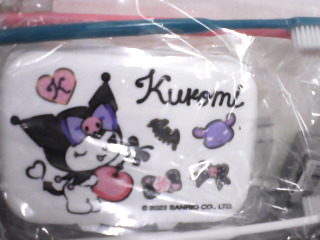 K
Kuromi
© 2023 SANRIO CO., LTD.